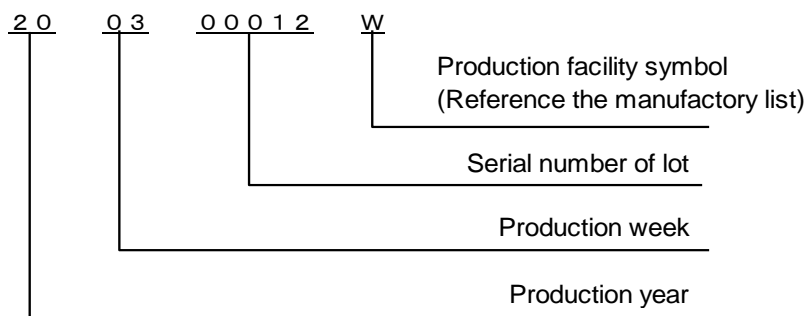 20 03 00012 W
Production facility symbol
(Reference the manufactory list)
Serial number of lot
Production week
Production year